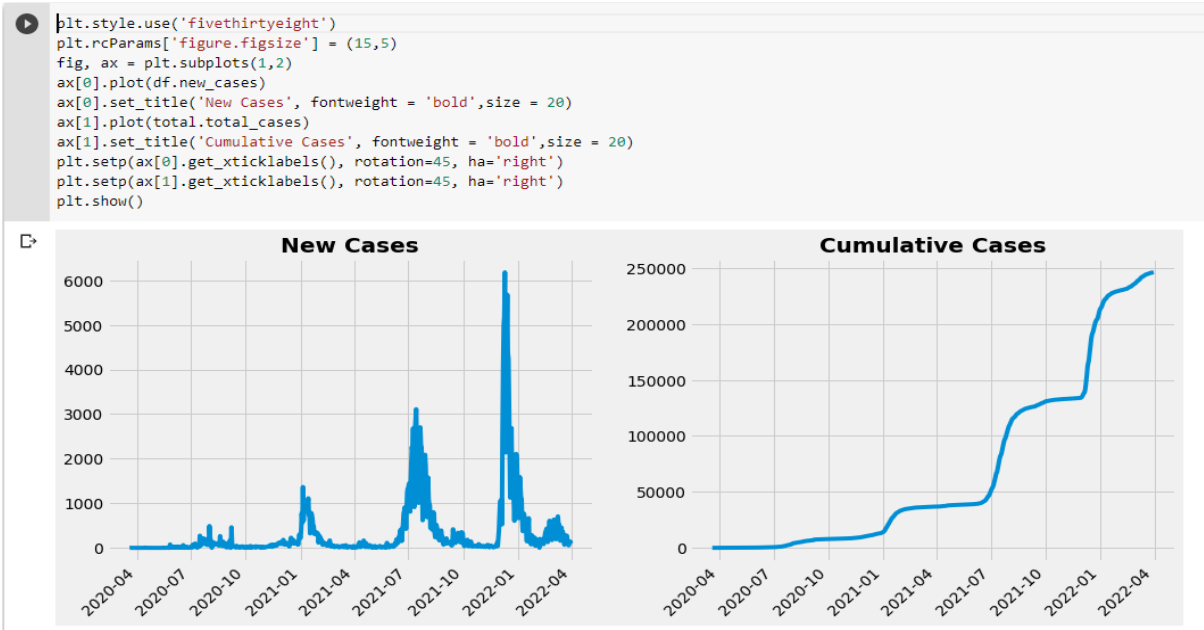 plt.style.use('fivethirtyeight')
plt.rcParams['figure.figsize'] = (15,5)
fig, ax = plt.subplots(1,2)
ax[0].plot(df.new_cases)
ax[0].set_title('New Cases', fontweight = 'bold',size = 20)
ax[1].plot(total.total_cases)
ax[1].set_title('Cumulative Cases', fontweight = 'bold',size = 20)
plt.setp(ax[0].get_xticklabels(), rotation=45, ha='right')
plt.setp(ax[1].get_xticklabels(), rotation=45, ha='right')
plt.show()
New Cases
6000
5000
4000
3000
2000
1000
0
2020-04
2020-07
2020-10
2021-01
2021-04
2021-07
2021-10
2022-01
2022-04
Cumulative Cases
250000
200000
150000
100000
50000
0
2020-04
2020-07
2020-10
2021-01
2021-04
2021-07
2021-10
2022-01
2022-04